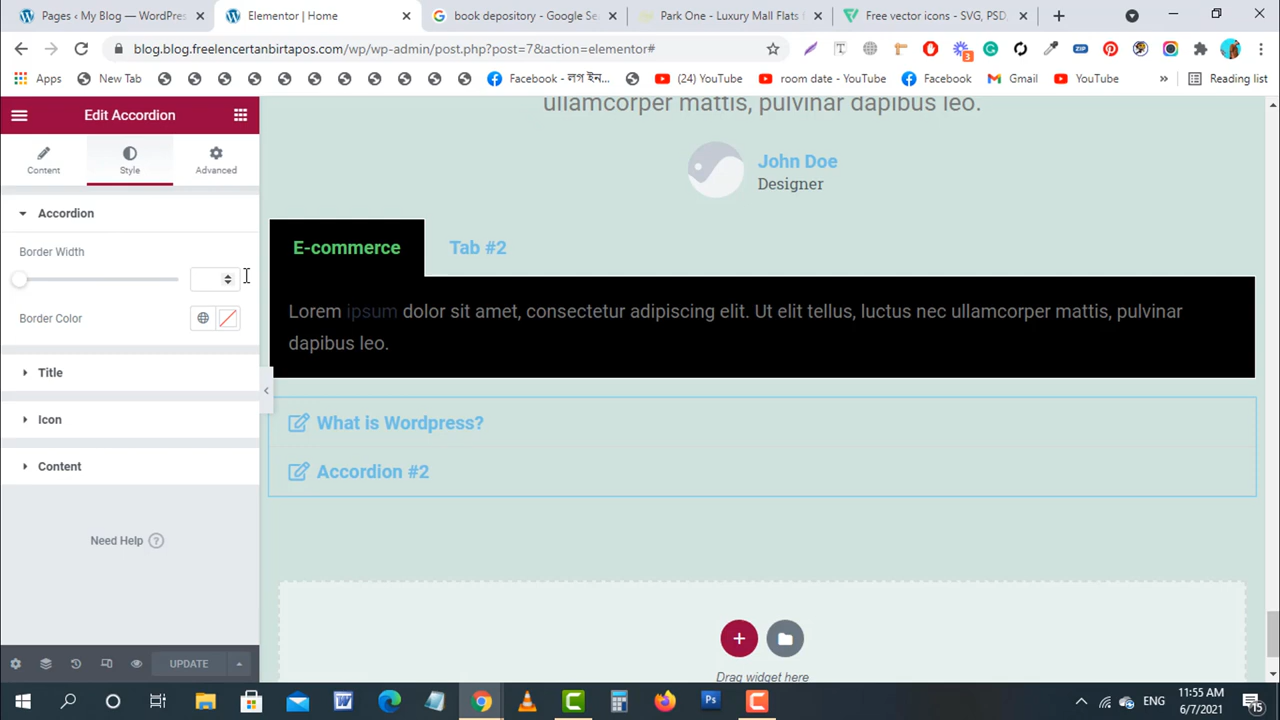 Pages ‹ My Blog — WordPres
Elementor | Home
book depository - Google Se
Park One - Luxury Mall Flats f
Free vector icons - SVG, PSD,
blog.blog.freelencertanbirtapos.com/wp/wp-admin/post.php?post=7&action=elementor#
Apps
New Tab
Facebook - লগ ইন...
(24) YouTube
room date - YouTube
Facebook
Gmail
YouTube
»
Reading list
Edit Accordion
Content
Style
Advanced
Accordion
Border Width
Border Color
Title
Icon
Content
Need Help
UPDATE
ullamcorper mattis, pulvinar dapibus leo.
John Doe
Designer
E-commerce
Tab #2
Lorem ipsum dolor sit amet, consectetur adipiscing elit. Ut elit tellus, luctus nec ullamcorper mattis, pulvinar
dapibus leo.
What is Wordpress?
Accordion #2
Drag widget here
ENG
11:55 AM
6/7/2021
15